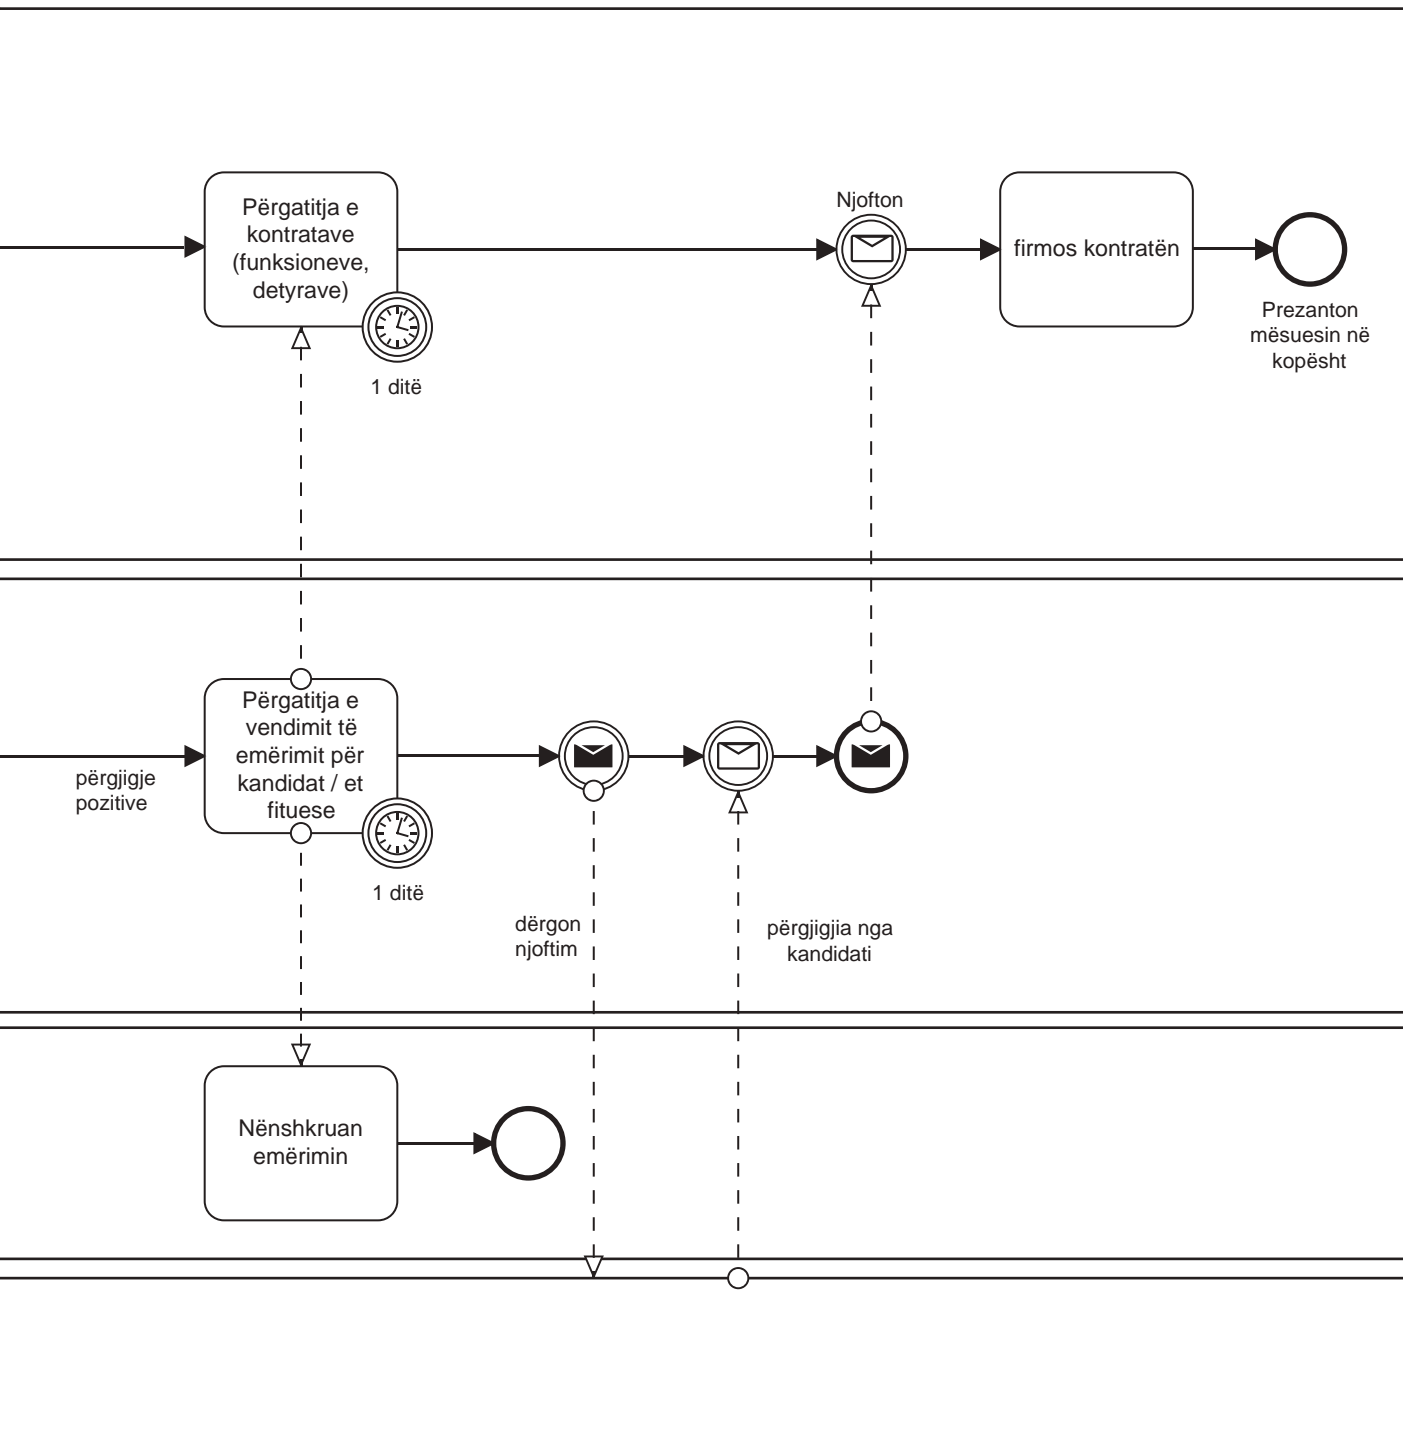 Përgatitja e
kontratave
(funksioneve,
detyrave)
1 ditë
Njofton
firmos kontratën
Prezanton
mësuesin në
kopësht
përgjigje
pozitive
Përgatitja e
vendimit të
emërimit për
kandidat / et
fituese
1 ditë
dërgon
njoftim
përgjigjia nga
kandidati
Nënshkruan
emërimin